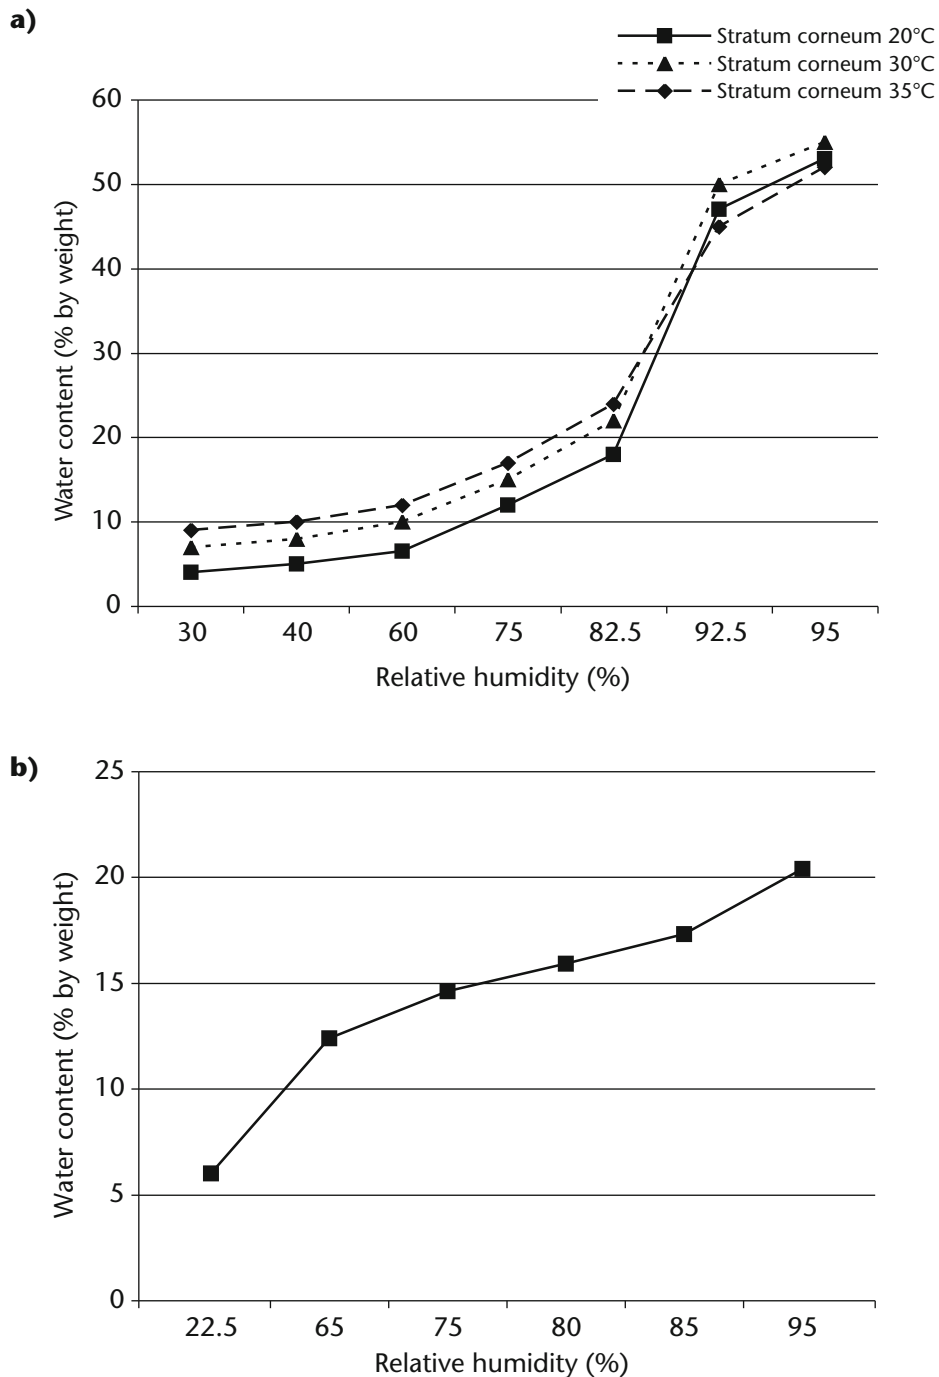 a)
Stratum corneum 20°C
Stratum corneum 30°C
Stratum corneum 35°C
60
50
40
30
20
10
0
Water content (% by weight)
30 40 60 75 82.5 92.5 95
Relative humidity (%)
b)
25
20
15
10
5
0
Water content (% by weight)
22.5 65 75 80 85 95
Relative humidity (%)